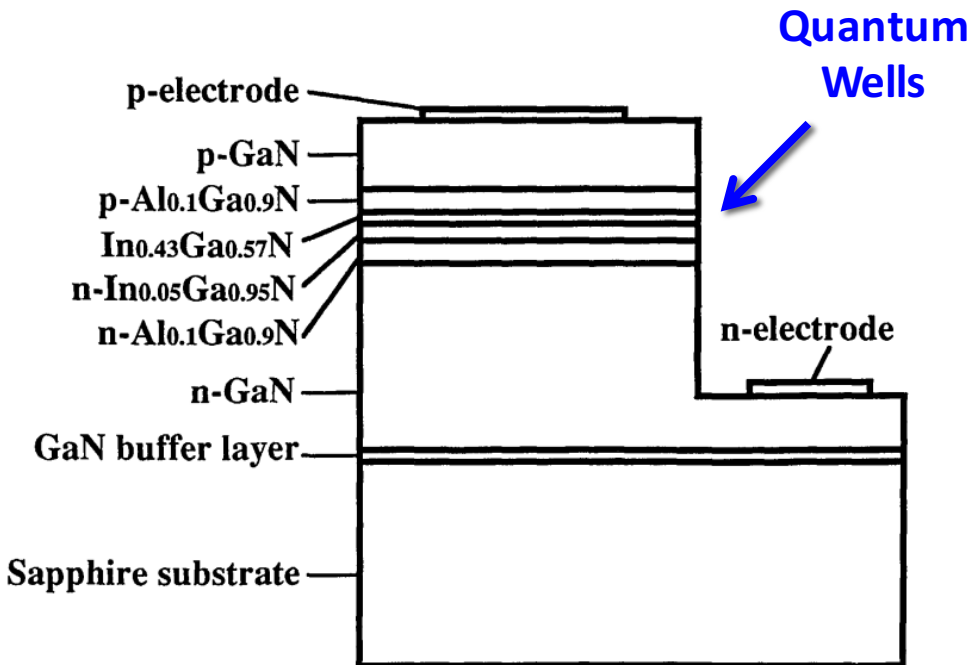 Quantum
Wells
p-electrode
p-GaN
p-Al0.1Ga0.9N
In0.43Ga0.57N
n-In0.05Ga0.95N
n-Al0.1Ga0.9N
n-electrode
n-GaN
GaN buffer layer
Sapphire substrate